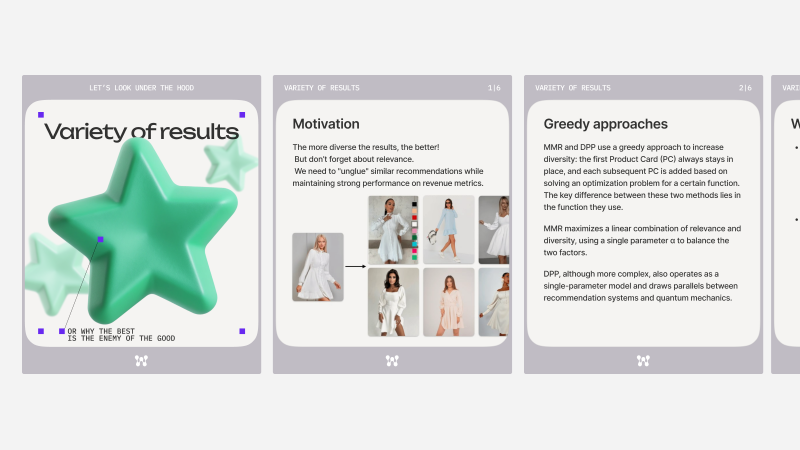 LET'S LOOK UNDER THE HOOD
Variety of results
OR WHY THE BEST
IS THE ENEMY OF THE GOOD
VARIETY OF RESULTS
1|6
Motivation
The more diverse the results, the better!
But don't forget about relevance.
We need to "unglue" similar recommendations while
maintaining strong performance on revenue metrics.
VARIETY OF RESULTS
2|6
Greedy approaches
MMR and DPP use a greedy approach to increase
diversity: the first Product Card (PC) always stays in
place, and each subsequent PC is added based on
solving an optimization problem for a certain function.
The key difference between these two methods lies in
the function they use.
MMR maximizes a linear combination of relevance and
diversity, using a single parameter α to balance the
two factors.
DPP, although more complex, also operates as a
single-parameter model and draws parallels between
recommendation systems and quantum mechanics.